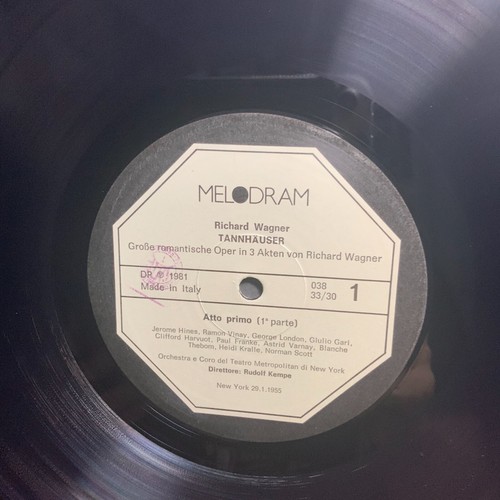 MELODRAM
Richard Wagner
TANNHÄUSER
Große romantische Oper in 3 Akten von Richard Wagner
DP ℗ 1981
Made in Italy
038
33/30
1
Atto primo (1ª parte)
Jerome Hines, Ramon Vinay, George London, Giulio Gari,
Clifford Harvuot, Paul Franke, Astrid Varnay, Blanche
Thebom, Heidi Kralle, Norman Scott
Orchestra e Coro del Teatro Metropolitan di New York
Direttore: Rudolf Kempe
New York 29.1.1955